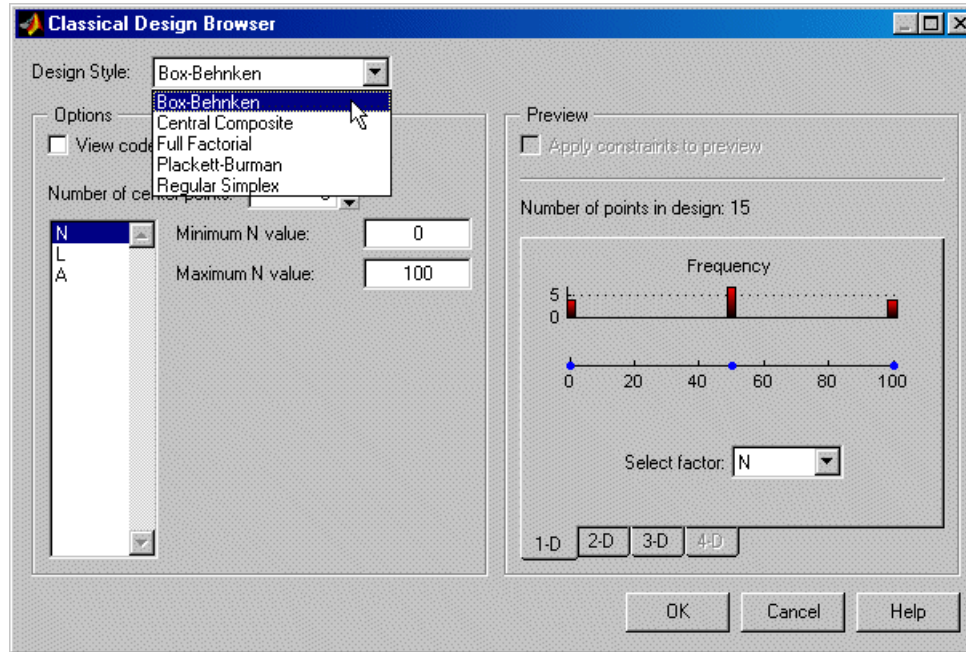 Classical Design Browser
Design Style: Box-Behnken
Box-Behnken
Central Composite
Full Factorial
Plackett-Burman
Regular Simplex
Options
View code
Number of center points:
N
L
A
Minimum N value: 0
Maximum N value: 100
Preview
Apply constraints to preview
Number of points in design: 15
Frequency
5
0
0 20 40 60 80 100
Select factor: N
1-D 2-D 3-D 4-D
OK Cancel Help